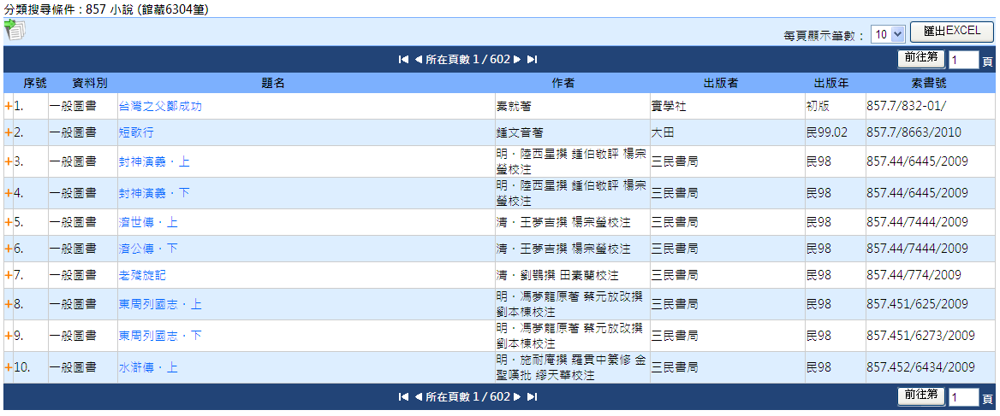 分類搜尋條件 : 857 小說 (館藏6304筆)
每頁顯示筆數： 10 匯出EXCEL
所在頁數 1 / 602 前往第 1 頁
序號 資料別 題名 作者 出版者 出版年 索書號
+1. 一般圖書 台灣之父鄭成功 素就著 實學社 初版 857.7/832-01/
+2. 一般圖書 短歌行 鍾文音著 大田 民99.02 857.7/8663/2010
+3. 一般圖書 封神演義．上 明．陸西星撰 鍾伯敬評 楊宗
瑩校注 三民書局 民98 857.44/6445/2009
+4. 一般圖書 封神演義．下 明．陸西星撰 鍾伯敬評 楊宗
瑩校注 三民書局 民98 857.44/6445/2009
+5. 一般圖書 濟世傳．上 清．王夢吉撰 楊宗瑩校注 三民書局 民98 857.44/7444/2009
+6. 一般圖書 濟公傳．下 清．王夢吉撰 楊宗瑩校注 三民書局 民98 857.44/7444/2009
+7. 一般圖書 老殘旋記 清．劉鶚撰 田素蘭校注 三民書局 民98 857.44/774/2009
+8. 一般圖書 東周列國志．上 明．馮夢龍原著 蔡元放改撰
劉本棟校注 三民書局 民98 857.451/625/2009
+9. 一般圖書 東周列國志．下 明．馮夢龍原著 蔡元放改撰
劉本棟校注 三民書局 民98 857.451/6273/2009
+10. 一般圖書 水滸傳．上 明．施耐庵撰 羅貫中纂修 金
聖嘆批 繆天華校注 三民書局 民98 857.452/6434/2009
所在頁數 1 / 602 前往第 1 頁